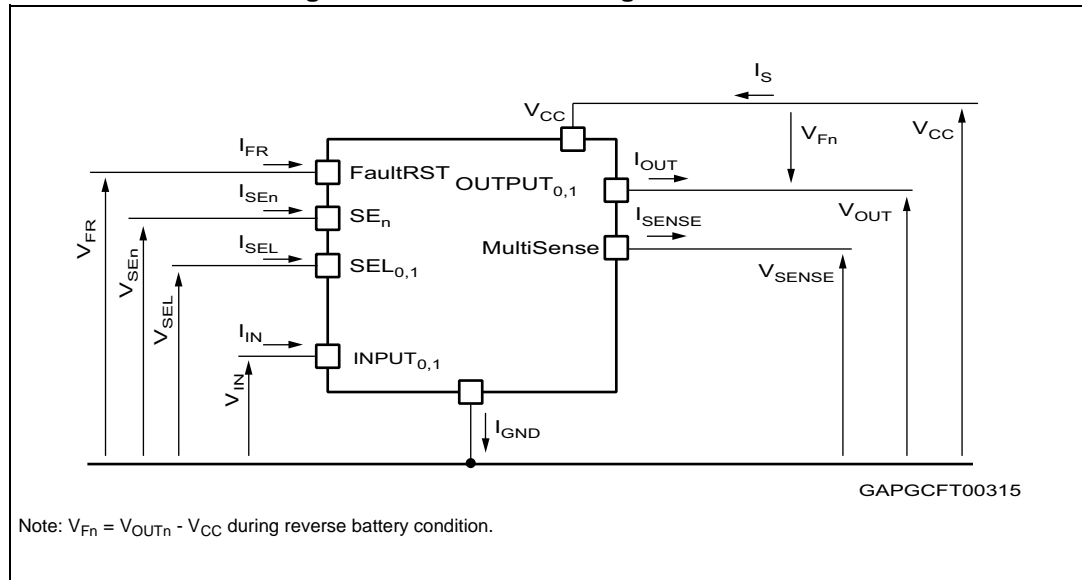 I_S
V_CC
V_Fn
V_CC
I_FR
FaultRST
I_OUT
OUTPUT_0,1
I_SEn
SE_n
I_SENSE
V_OUT
V_FR
I_SEL
MultiSense
V_SEn
SEL_0,1
V_SENSE
V_SEL
I_IN
INPUT_0,1
V_IN
I_GND
GAPGCFT00315
Note: V_Fn = V_OUTn - V_CC during reverse battery condition.